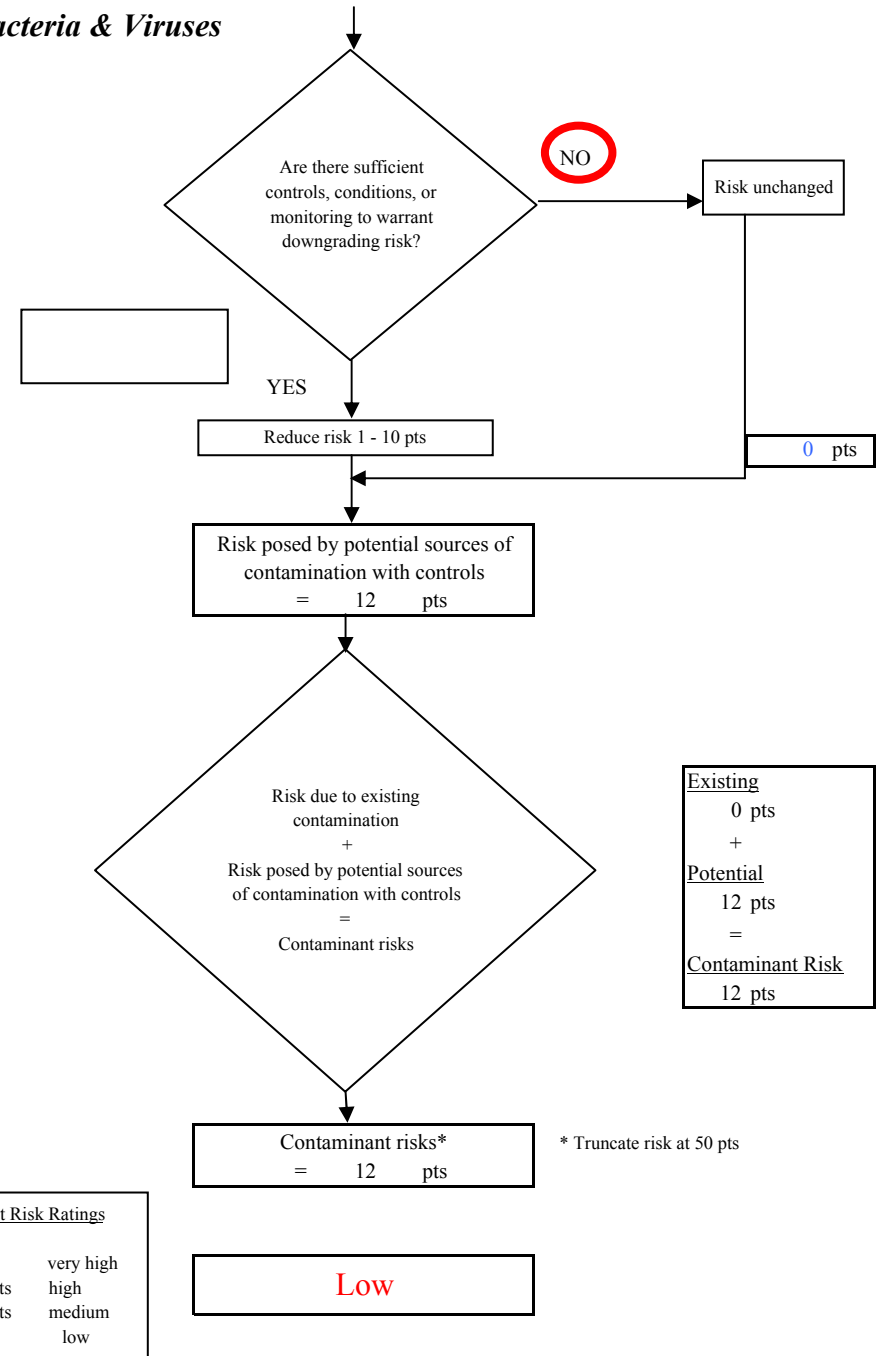 & Viruses
Are there sufficient
controls, conditions, or
monitoring to warrant
downgrading risk?
NO
Risk unchanged
YES
Reduce risk 1 - 10 pts
0 pts
Risk posed by potential sources of
contamination with controls
= 12 pts
Risk due to existing
contamination
+
Risk posed by potential sources
of contamination with controls
=
Contaminant risks
Existing
0 pts
+
Potential
12 pts
=
Contaminant Risk
12 pts
Contaminant risks*
= 12 pts
* Truncate risk at 50 pts
Risk Ratings
very high
high
medium
low
Low